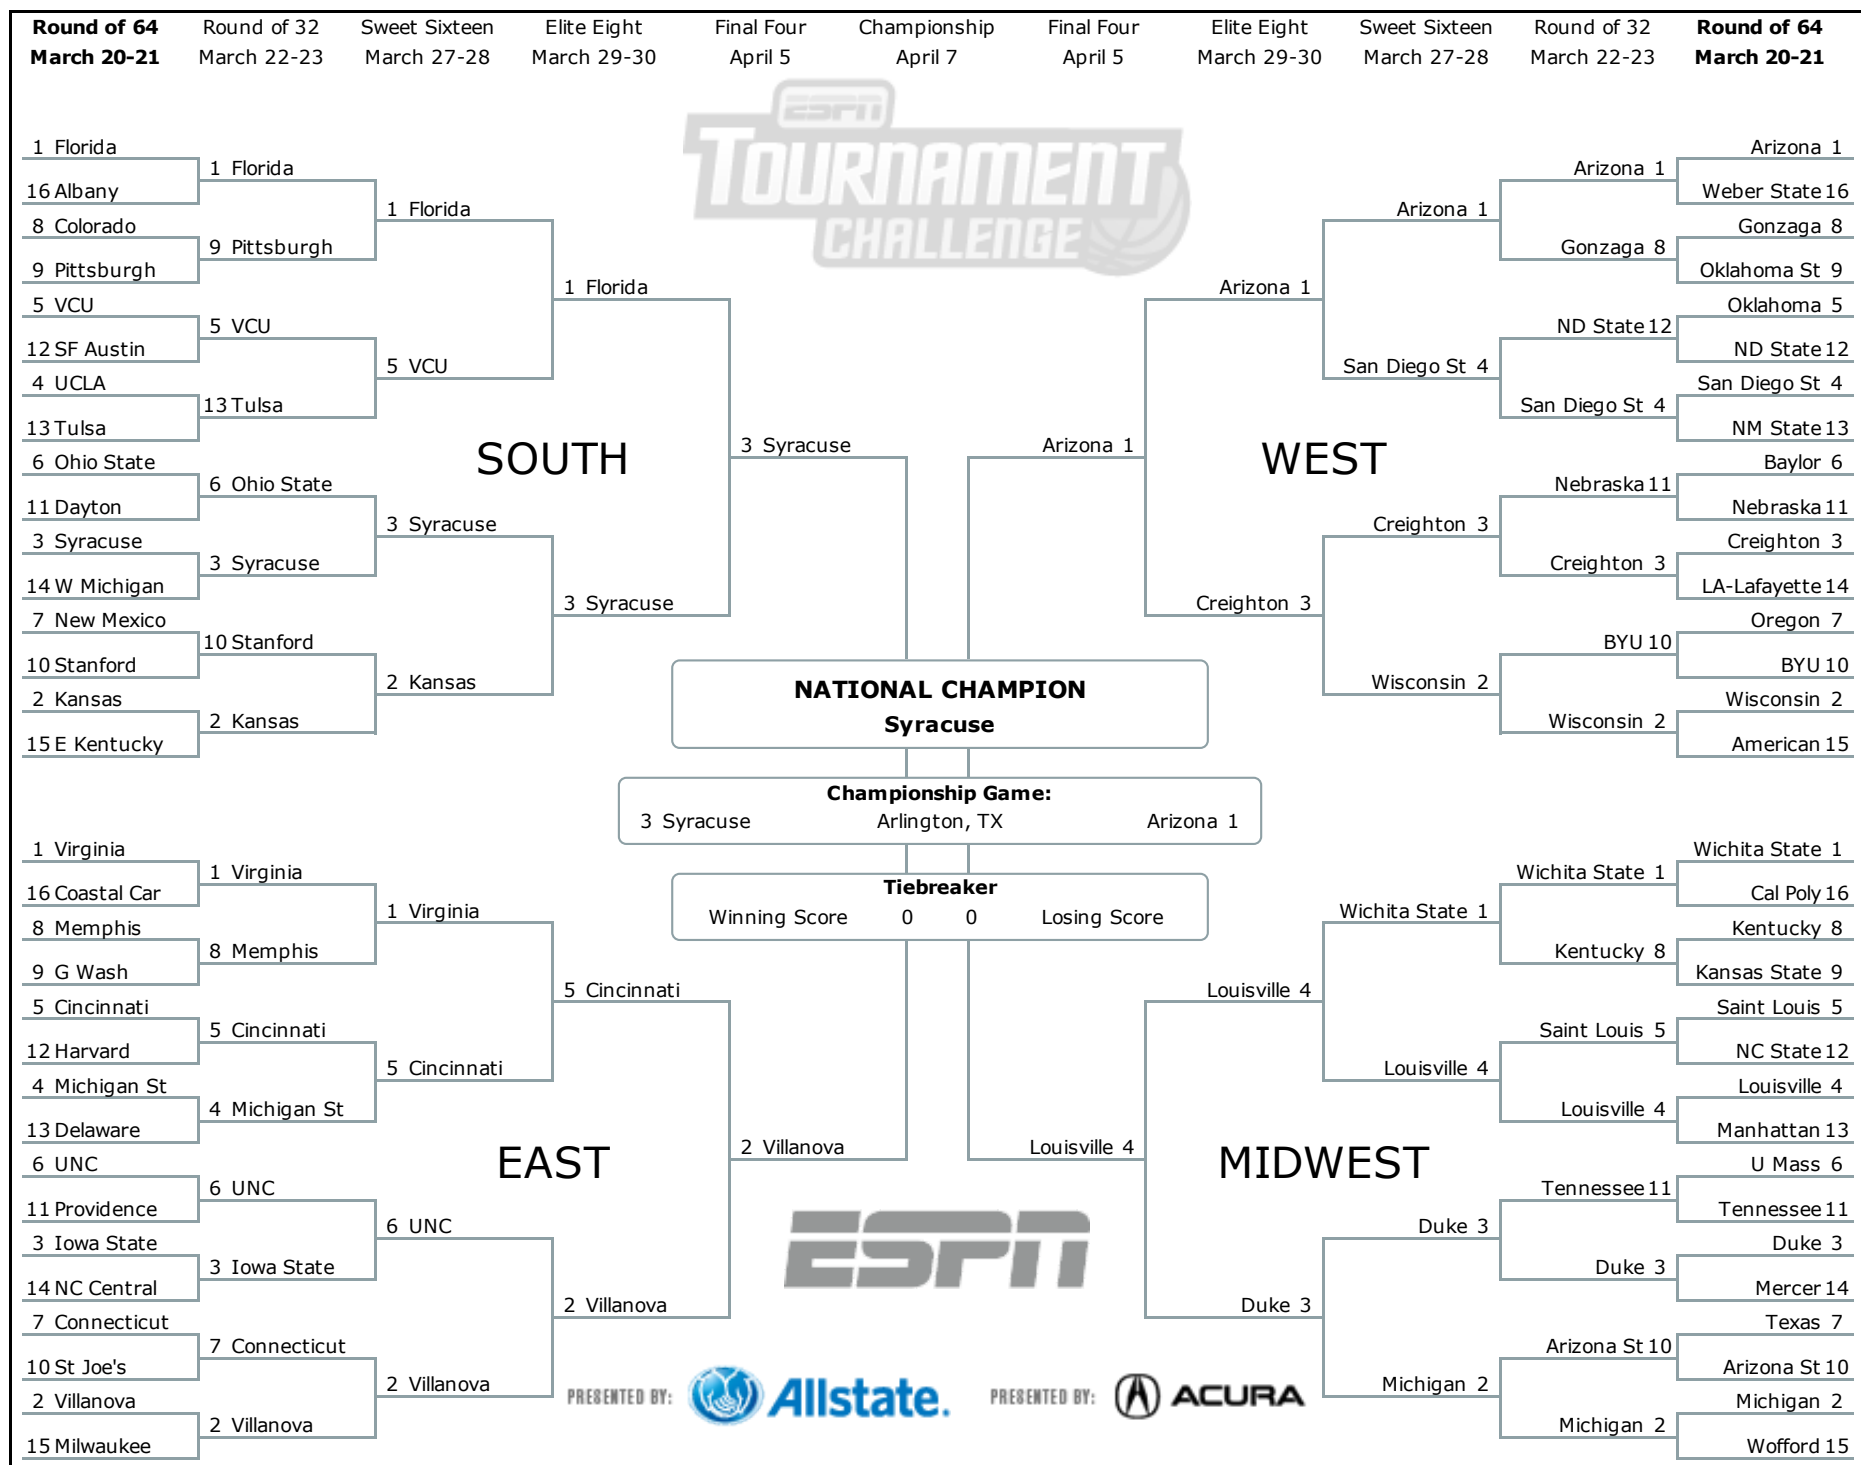 Round of 64 Round of 32 Sweet Sixteen Elite Eight Final Four Championship Final Four Elite Eight Sweet Sixteen Round of 32 Round of 64
March 20-21 March 22-23 March 27-28 March 29-30 April 5 April 7 April 5 March 29-30 March 27-28 March 22-23 March 20-21
ESPN
TOURNAMENT
CHALLENGE
1 Florida
16 Albany
8 Colorado
9 Pittsburgh
5 VCU
12 SF Austin
4 UCLA
13 Tulsa
6 Ohio State
11 Dayton
3 Syracuse
14 W Michigan
7 New Mexico
10 Stanford
2 Kansas
15 E Kentucky
1 Florida
9 Pittsburgh
5 VCU
13 Tulsa
6 Ohio State
3 Syracuse
10 Stanford
2 Kansas
1 Florida
5 VCU
3 Syracuse
2 Kansas
1 Florida
3 Syracuse
SOUTH
3 Syracuse
Arizona 1
WEST
Arizona 1
Creighton 3
Arizona 1
San Diego St 4
Creighton 3
Wisconsin 2
Arizona 1
Gonzaga 8
ND State 12
San Diego St 4
Nebraska 11
Creighton 3
BYU 10
Wisconsin 2
Arizona 1
Weber State 16
Gonzaga 8
Oklahoma St 9
Oklahoma 5
ND State 12
San Diego St 4
NM State 13
Baylor 6
Nebraska 11
Creighton 3
LA-Lafayette 14
Oregon 7
BYU 10
Wisconsin 2
American 15
NATIONAL CHAMPION
Syracuse
Championship Game:
3 Syracuse Arlington, TX Arizona 1
Tiebreaker
Winning Score 0 0 Losing Score
1 Virginia
16 Coastal Car
8 Memphis
9 G Wash
5 Cincinnati
12 Harvard
4 Michigan St
13 Delaware
6 UNC
11 Providence
3 Iowa State
14 NC Central
7 Connecticut
10 St Joe's
2 Villanova
15 Milwaukee
1 Virginia
8 Memphis
5 Cincinnati
4 Michigan St
6 UNC
3 Iowa State
7 Connecticut
2 Villanova
1 Virginia
5 Cincinnati
6 UNC
2 Villanova
5 Cincinnati
2 Villanova
EAST
2 Villanova
Louisville 4
MIDWEST
Louisville 4
Duke 3
Wichita State 1
Louisville 4
Duke 3
Michigan 2
Wichita State 1
Kentucky 8
Saint Louis 5
Louisville 4
Tennessee 11
Duke 3
Arizona St 10
Michigan 2
Wichita State 1
Cal Poly 16
Kentucky 8
Kansas State 9
Saint Louis 5
NC State 12
Louisville 4
Manhattan 13
U Mass 6
Tennessee 11
Duke 3
Mercer 14
Texas 7
Arizona St 10
Michigan 2
Wofford 15
ESPN
PRESENTED BY: Allstate. PRESENTED BY: ACURA